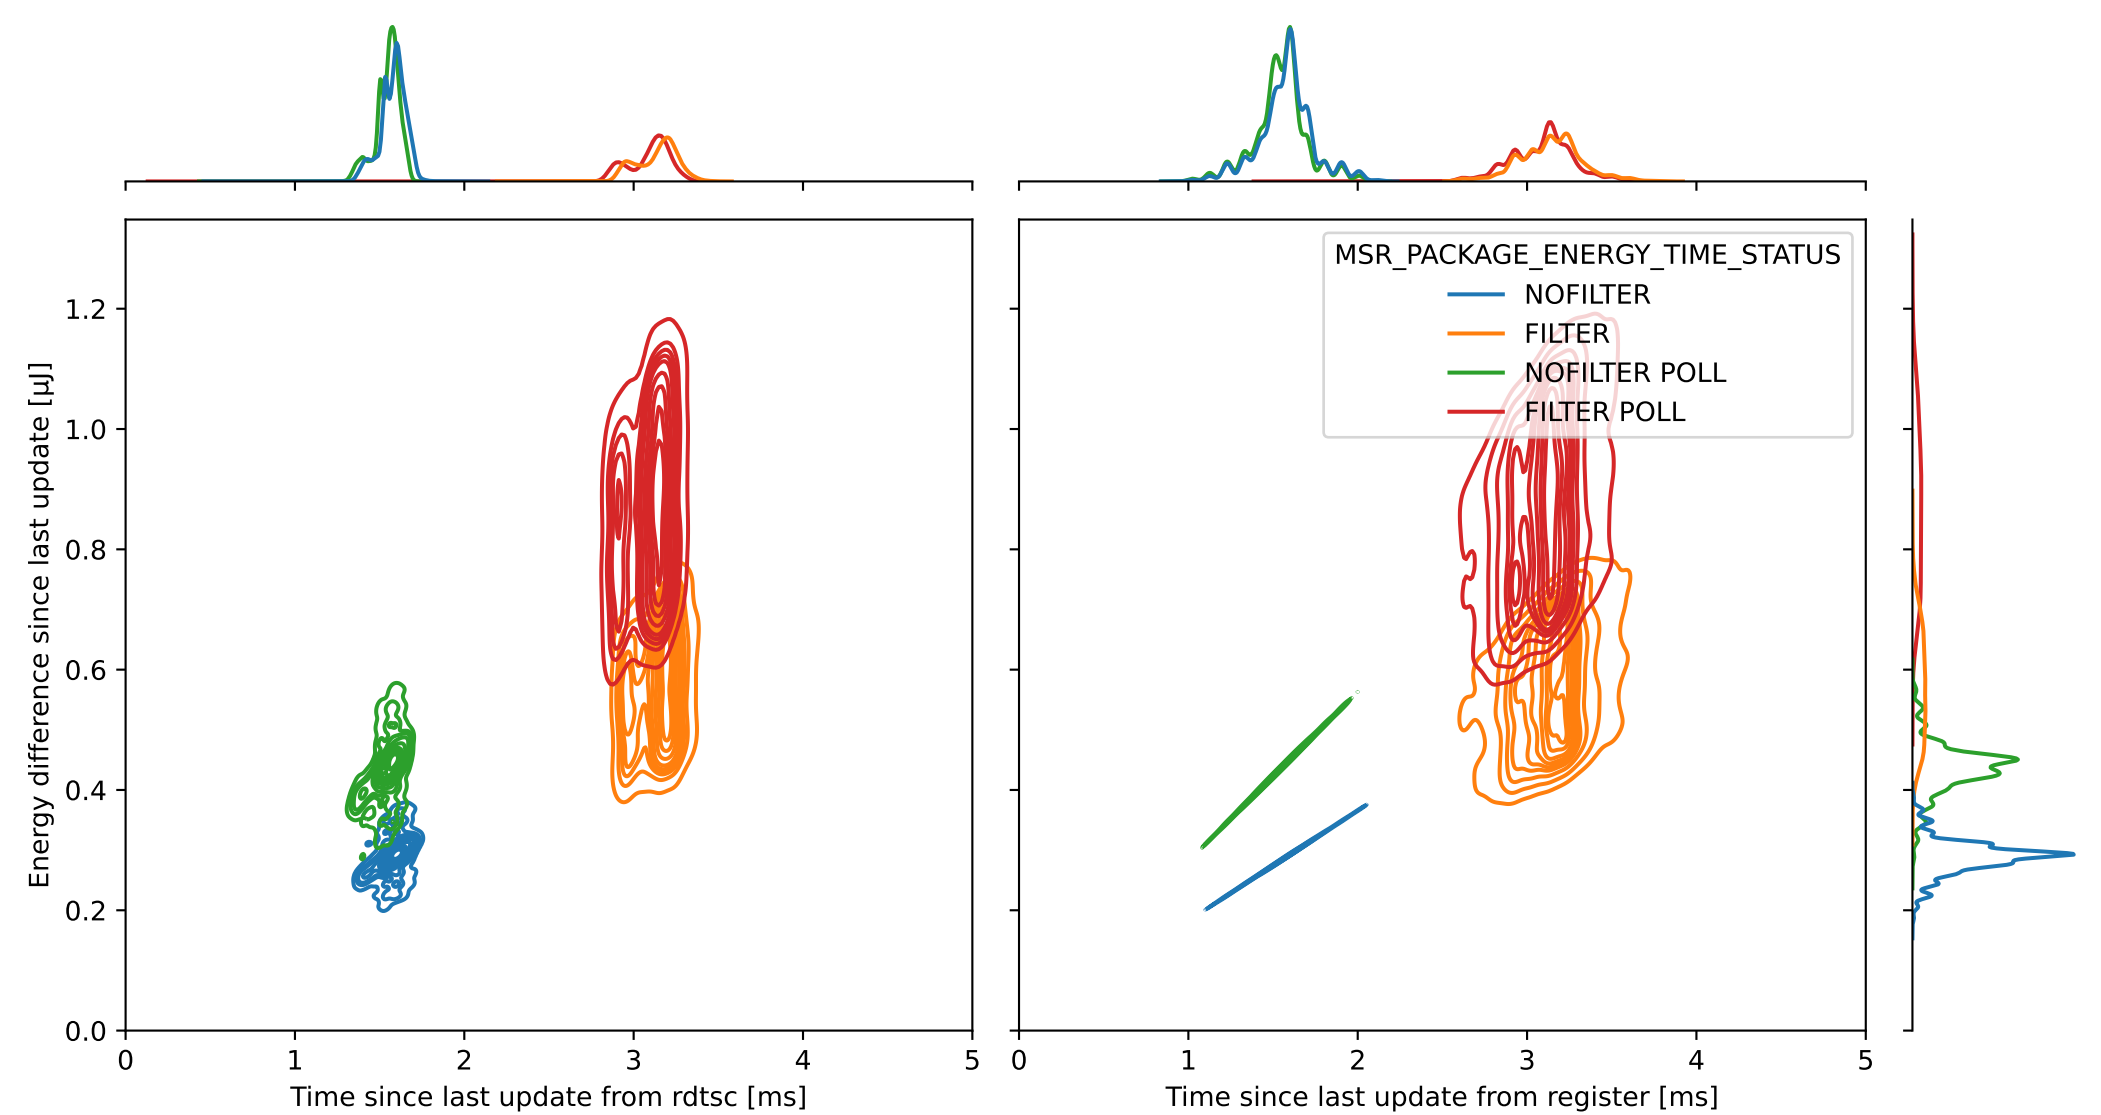 MSR_PACKAGE_ENERGY_TIME_STATUS
NOFILTER
FILTER
NOFILTER POLL
FILTER POLL
Energy difference since last update [µJ]
1.2
1.0
0.8
0.6
0.4
0.2
0.0
0 1 2 3 4 5
0 1 2 3 4 5
Time since last update from rdtsc [ms]
Time since last update from register [ms]